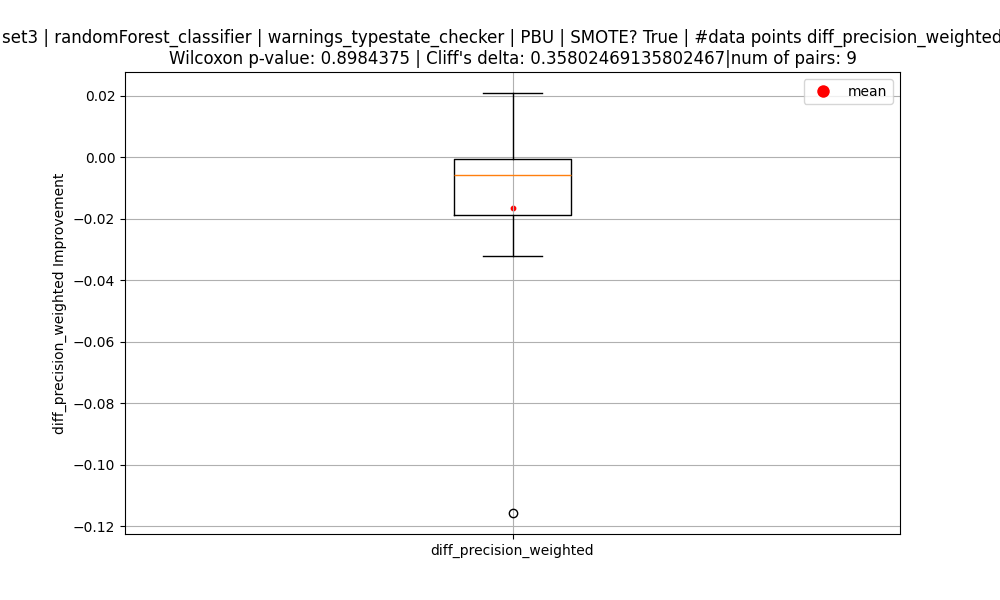 set3 | randomForest_classifier | warnings_typestate_checker | PBU | SMOTE? True | #data points diff_precision_weighted
Wilcoxon p-value: 0.8984375 | Cliff's delta: 0.35802469135802467|num of pairs: 9
mean
0.02
0.00
−0.02
−0.04
−0.06
−0.08
−0.10
−0.12
diff_precision_weighted Improvement
diff_precision_weighted